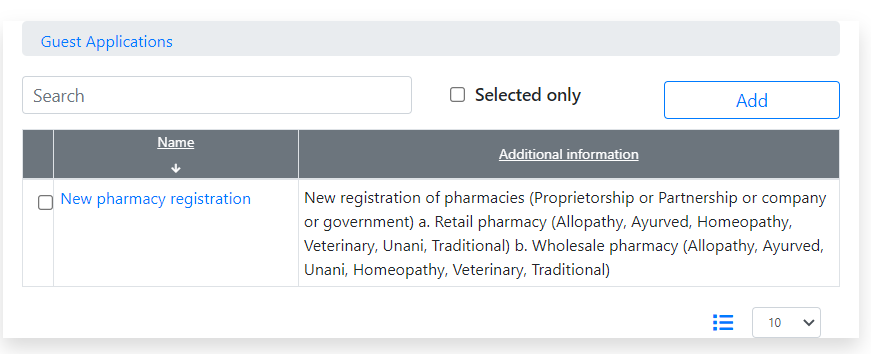 Guest Applications
Search
Selected only
Add
Name
Additional information
New pharmacy registration
New registration of pharmacies (Proprietorship or Partnership or company
or government) a. Retail pharmacy (Allopathy, Ayurved, Homeopathy,
Veterinary, Unani, Traditional) b. Wholesale pharmacy (Allopathy, Ayurved,
Unani, Homeopathy, Veterinary, Traditional)
10